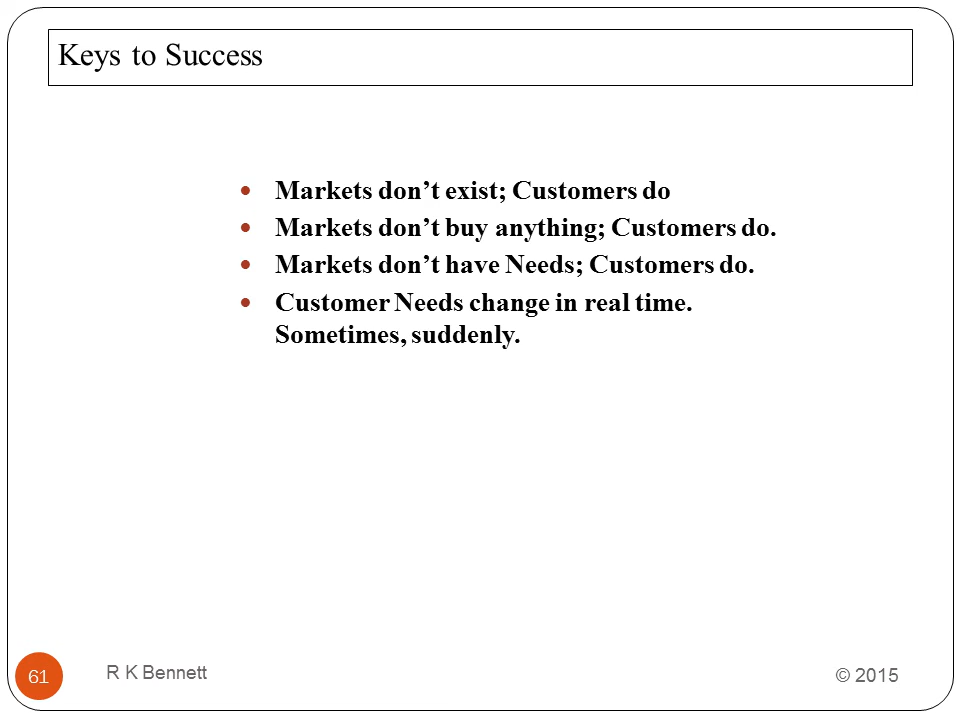 Keys to Success
• Markets don’t exist; Customers do
• Markets don’t buy anything; Customers do.
• Markets don’t have Needs; Customers do.
• Customer Needs change in real time.
Sometimes, suddenly.
61
R K Bennett
© 2015